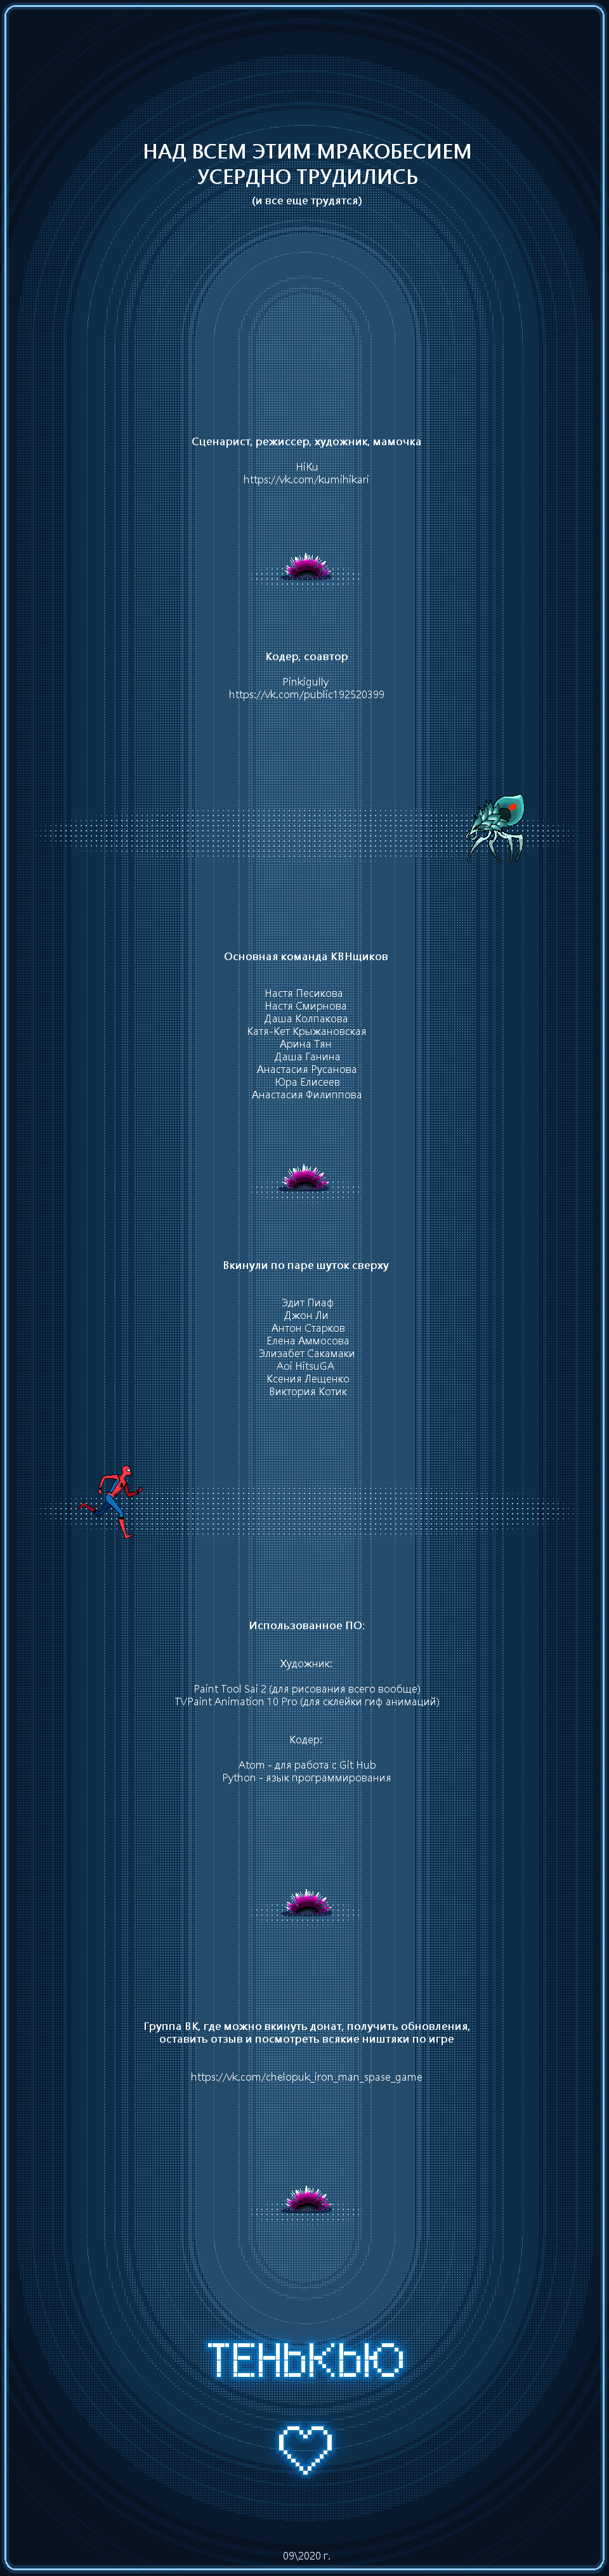 НАД ВСЕМ ЭТИМ МРАКОБЕСИЕМ
УСЕРДНО ТРУДИЛИСЬ
(и все еще трудятся)
Сценарист, режиссер, художник, мамочка
HiKu
https://vk.com/kumihikari
Кодер, соавтор
Pinkigully
https://vk.com/public192520399
Основная команда КВНщиков
Настя Песикова
Настя Смирнова
Даша Колпакова
Катя-Кет Крыжановская
Арина Тян
Даша Ганина
Анастасия Русанова
Юра Елисеев
Анастасия Филиппова
Вкинули по паре шуток сверху
Эдит Пиаф
Джон Ли
Антон Старков
Елена Аммосова
Элизабет Сакамаки
Aoi HitsuGA
Ксения Лещенко
Виктория Котик
Использованное ПО:
Художник:
Paint Tool Sai 2 (для рисования всего вообще)
TVPaint Animation 10 Pro (для склейки гиф анимаций)
Кодер:
Atom - для работа с Git Hub
Python - язык программирования
Группа ВК, где можно вкинуть донат, получить обновления,
оставить отзыв и посмотреть всякие ништяки по игре
https://vk.com/chelopuk_iron_man_spase_game
ТЕНЬКЬЮ
09\2020 г.